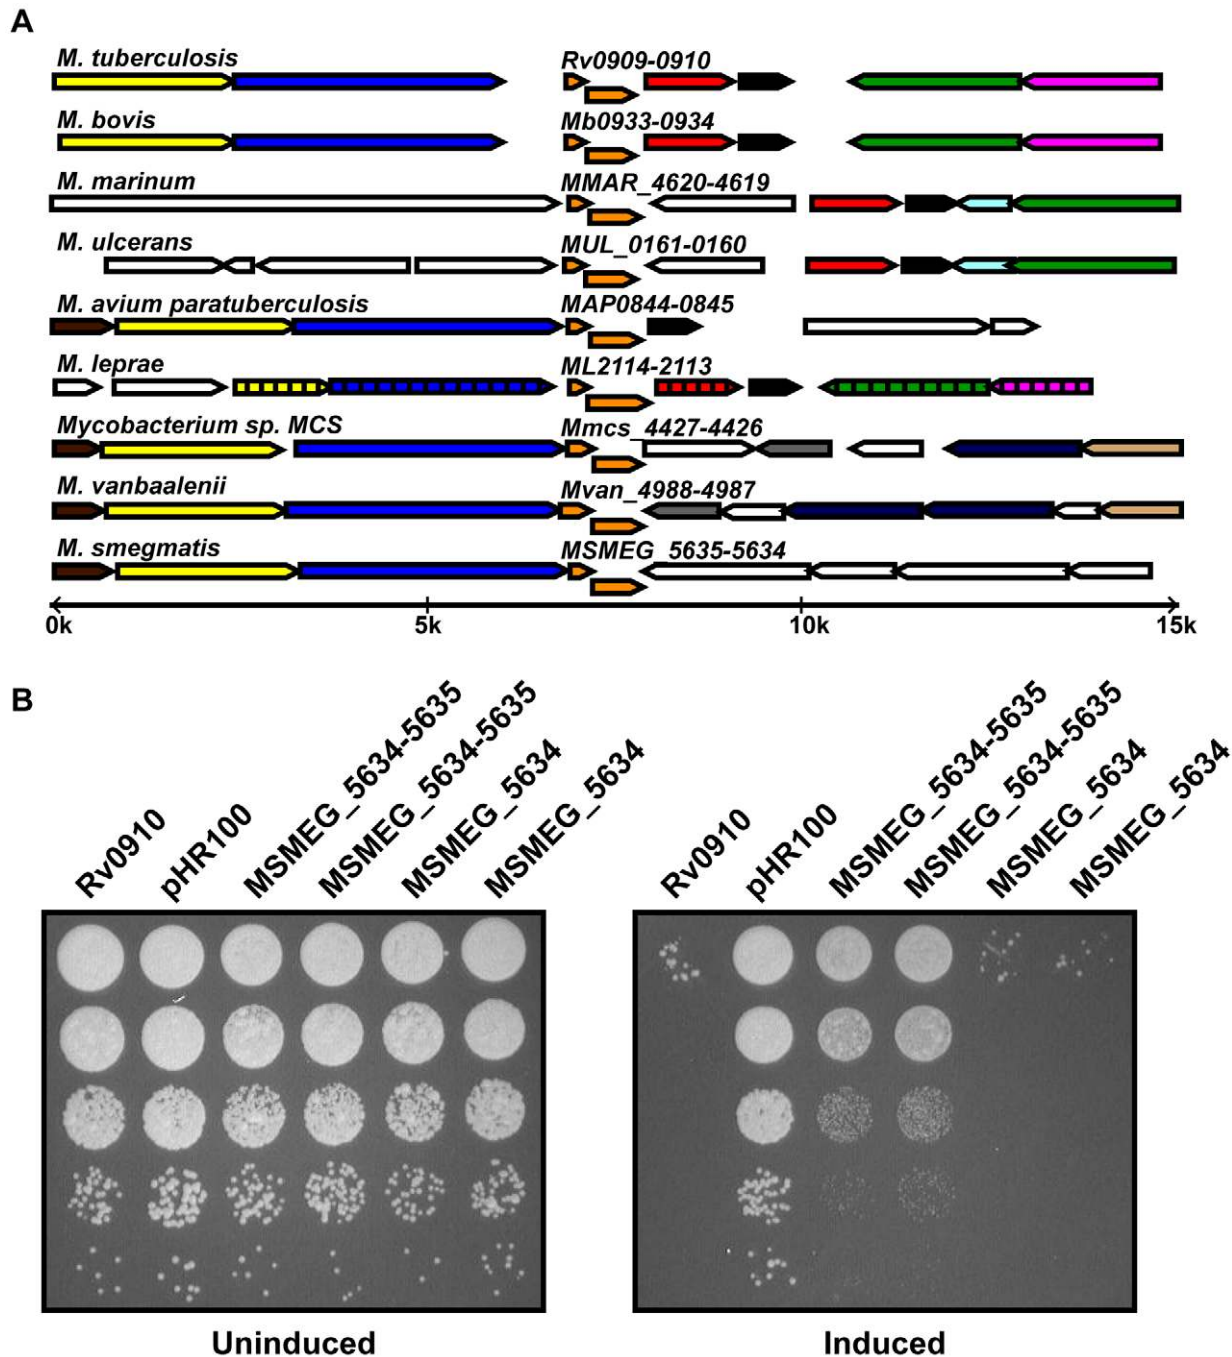 A
M. tuberculosis Rv0909-0910
M. bovis Mb0933-0934
M. marinum MMAR_4620-4619
M. ulcerans MUL_0161-0160
M. avium paratuberculosis MAP0844-0845
M. leprae ML2114-2113
Mycobacterium sp. MCS Mmcs_4427-4426
M. vanbaalenii Mvan_4988-4987
M. smegmatis MSMEG_5635-5634
0k 5k 10k 15k
B
Rv0910
pHR100
MSMEG_5634-5635
MSMEG_5634-5635
MSMEG_5634
MSMEG_5634
Rv0910
pHR100
MSMEG_5634-5635
MSMEG_5634-5635
MSMEG_5634
MSMEG_5634
Uninduced Induced